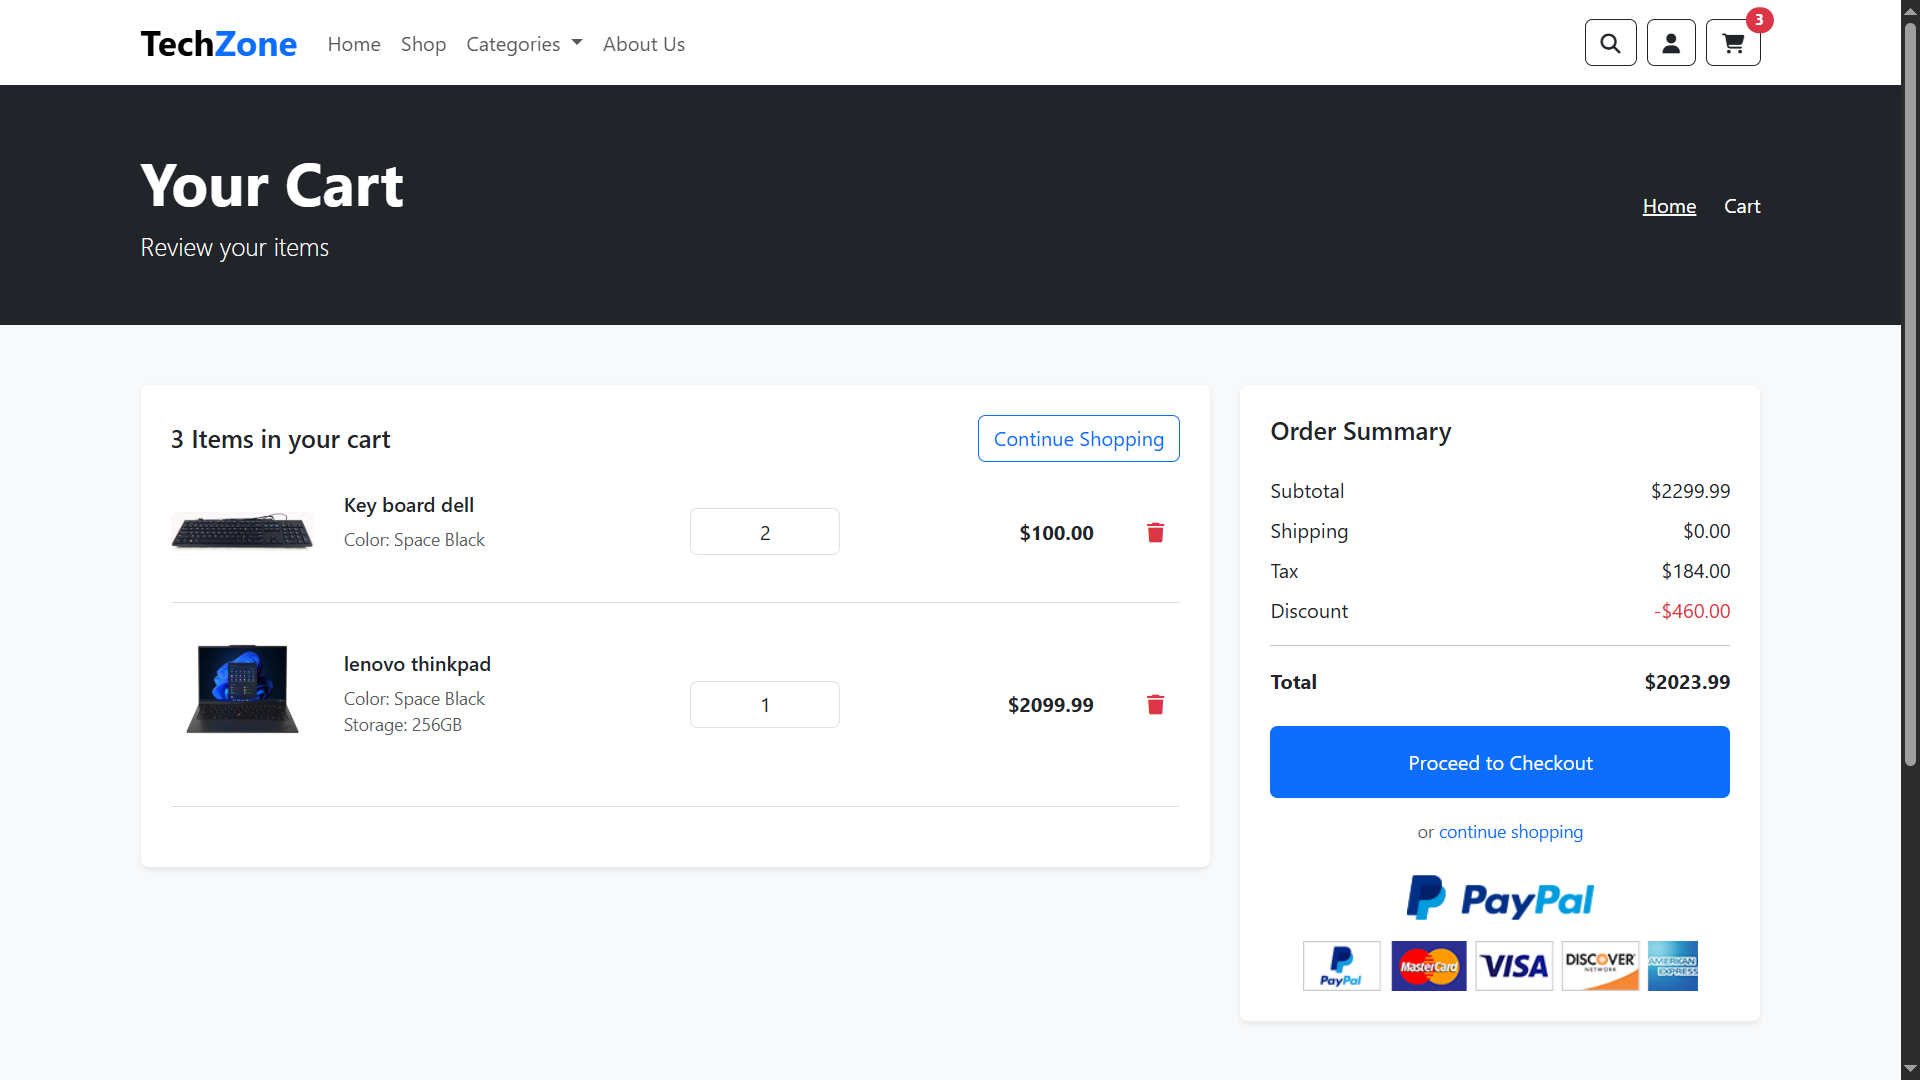 TechZone Home Shop Categories About Us 3
Your Cart
Review your items
Home Cart
3 Items in your cart
Continue Shopping
Key board dell
Color: Space Black
2
$100.00
lenovo thinkpad
Color: Space Black
Storage: 256GB
1
$2099.99
Order Summary
Subtotal $2299.99
Shipping $0.00
Tax $184.00
Discount -$460.00
Total $2023.99
Proceed to Checkout
or continue shopping
PayPal
PayPal MasterCard VISA DISCOVER NETWORK AMERICAN EXPRESS